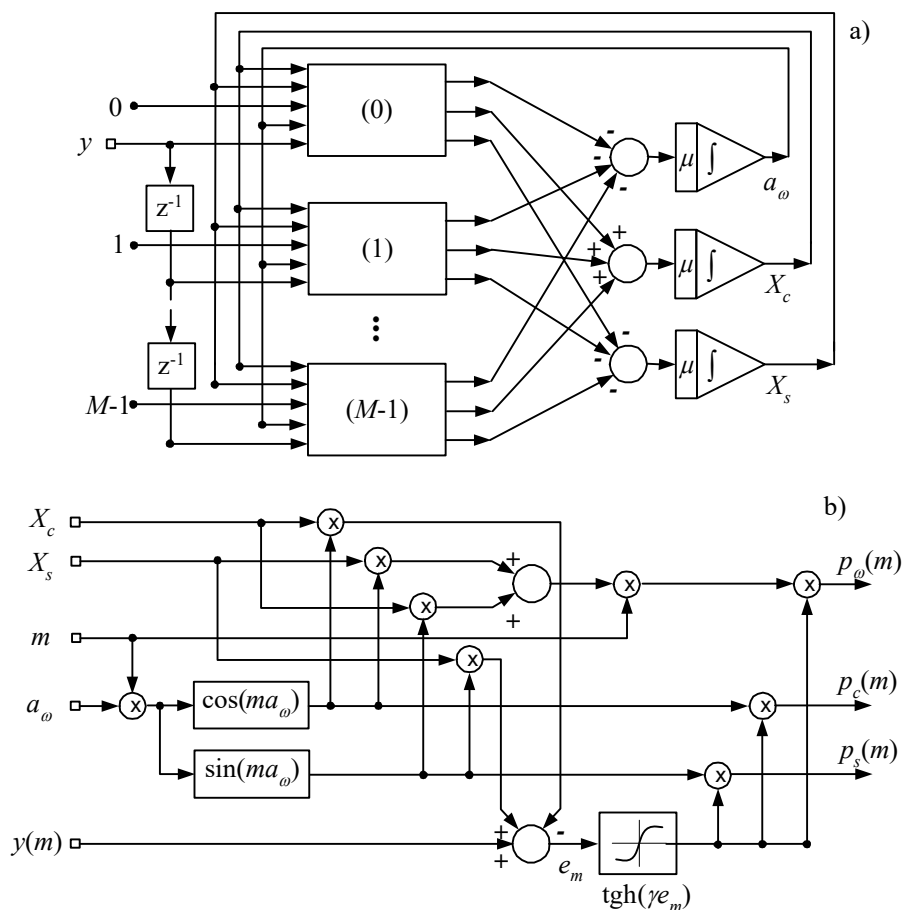 a)
0
(0)
y
- - -
μ ∫
a_ω
z⁻¹
1
(1)
+ + +
μ ∫
X_c
...
z⁻¹
- - -
μ ∫
X_s
M-1
(M-1)
b)
X_c
x
X_s
x
+
x
x
p_ω(m)
x
+
m
x
a_ω
x
cos(ma_ω)
x
p_c(m)
sin(ma_ω)
x
p_s(m)
y(m)
+
+
-
e_m
tgh(γe_m)